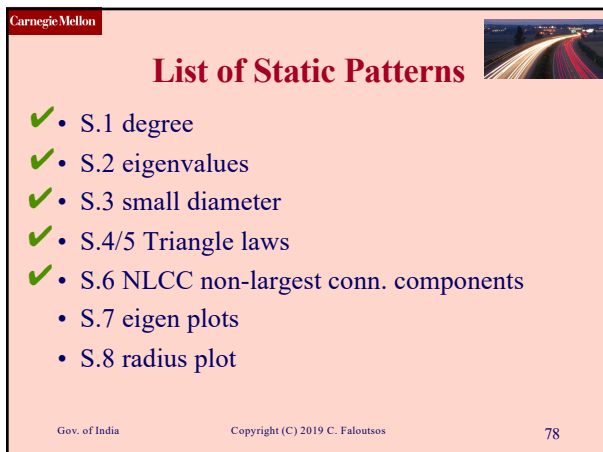 Carnegie Mellon
List of Static Patterns
✔ • S.1 degree
✔ • S.2 eigenvalues
✔ • S.3 small diameter
✔ • S.4/5 Triangle laws
✔ • S.6 NLCC non-largest conn. components
• S.7 eigen plots
• S.8 radius plot
Gov. of India Copyright (C) 2019 C. Faloutsos 78